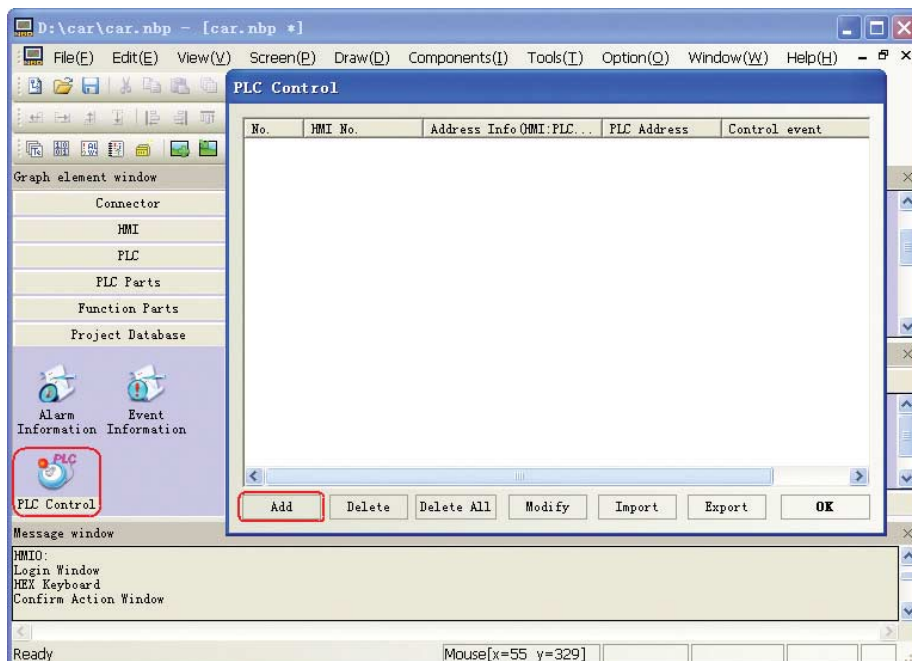 D:\car\car.nbp - [car.nbp *]
File(F) Edit(E) View(V) Screen(P) Draw(D) Components(I) Tools(T) Option(O) Window(W) Help(H)
PLC Control
No. HMI No. Address Info(HMI:PLC... PLC Address Control event
Graph element window
Connector
HMI
PLC
PLC Parts
Function Parts
Project Database
Alarm Information
Event Information
PLC
PLC Control
Add Delete Delete All Modify Import Export OK
Message window
HMI0:
Login Window
HEX Keyboard
Confirm Action Window
Ready Mouse[x=55 y=329]